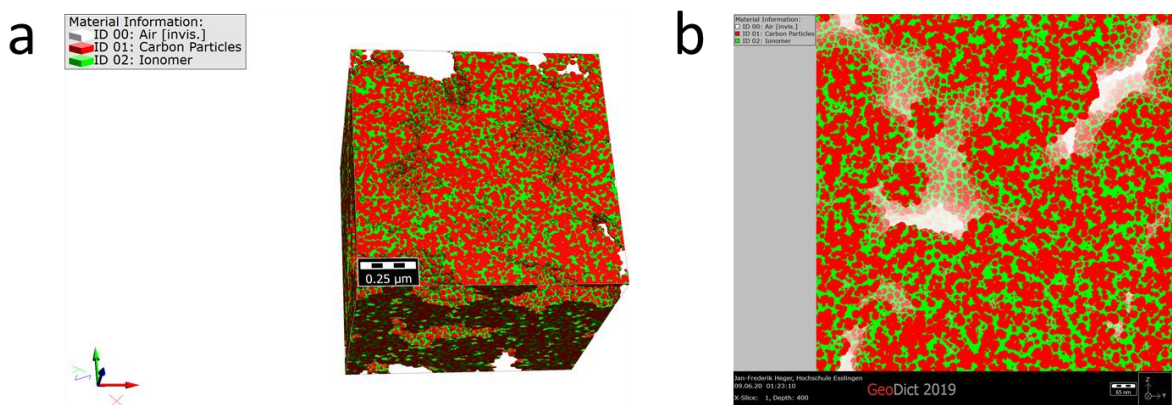 a
Material Information:
ID 00: Air [invis.]
ID 01: Carbon Particles
ID 02: Ionomer
0.25 µm
Y
Z
X
b
Material Information:
ID 00: Air [invis.]
ID 01: Carbon Particles
ID 02: Ionomer
Jan-Frederik Heger, Hochschule Esslingen
09.06.20 01:23:10
X-Slice: 1, Depth: 400
GeoDict 2019
65 nm
Z
X
Y